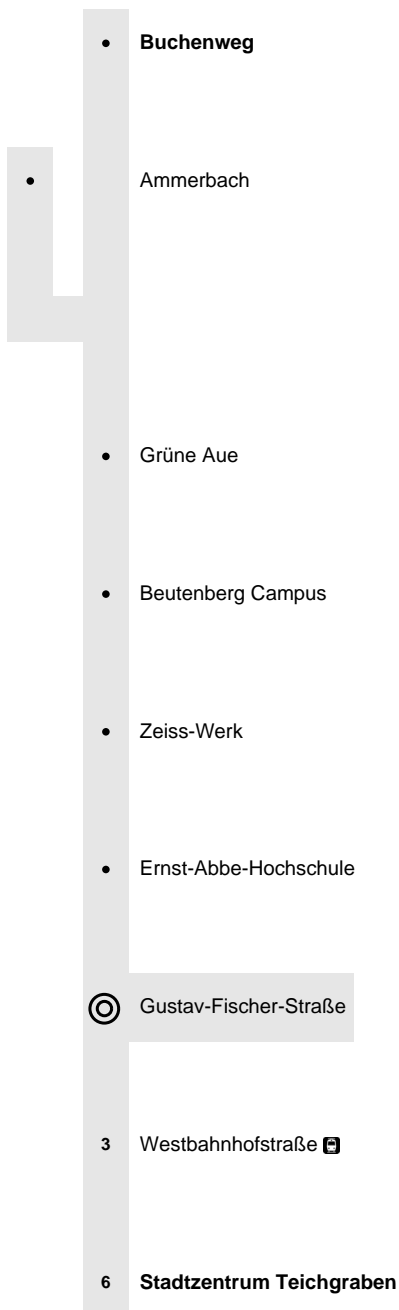 Buchenweg
Ammerbach
Grüne Aue
Beutenberg Campus
Zeiss-Werk
Ernst-Abbe-Hochschule
Gustav-Fischer-Straße
3 Westbahnhofstraße
6 Stadtzentrum Teichgraben